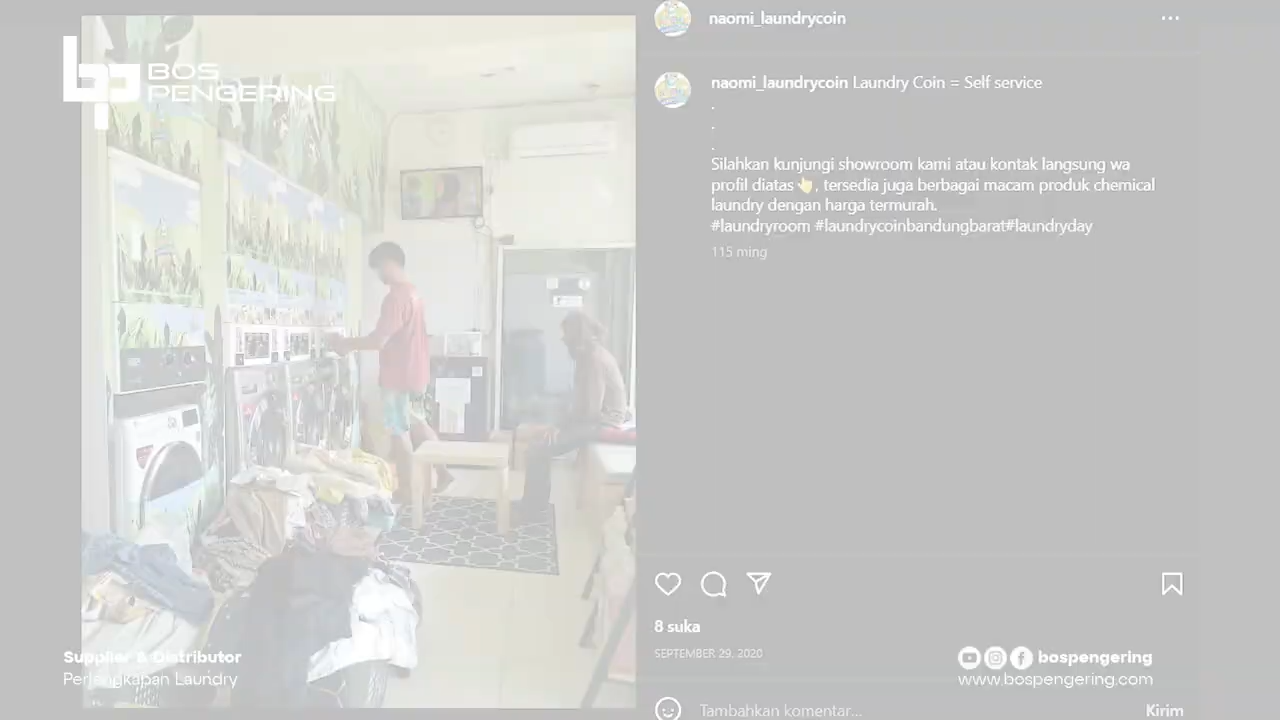 naomi_laundrycoin
BOS
PENGERING
naomi_laundrycoin Laundry Coin = Self service
.
.
.
Silahkan kunjungi showroom kami atau kontak langsung wa
profil diatas👆, tersedia juga berbagai macam produk chemical
laundry dengan harga termurah.
#laundryroom #laundrycoinbandungbarat#laundryday
115 ming
8 suka
SEPTEMBER 29, 2020
Supplier & Distributor
Perlengkapan Laundry
bospengering
www.bospengering.com
Tambahkan komentar...
Kirim